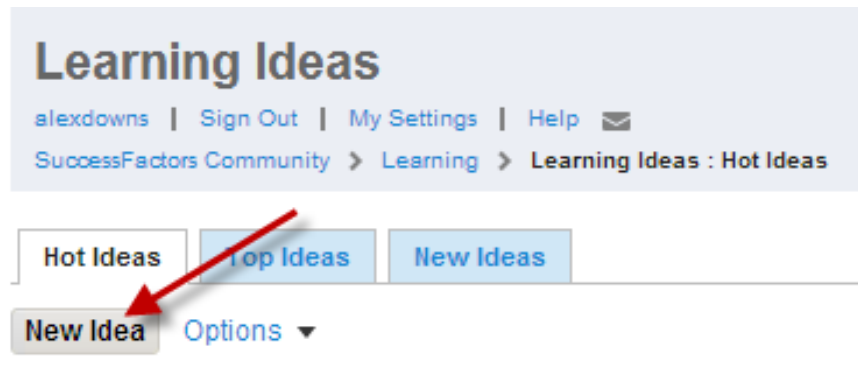 Learning Ideas
alexdowns | Sign Out | My Settings | Help
SuccessFactors Community > Learning > Learning Ideas : Hot Ideas
Hot Ideas Top Ideas New Ideas
New Idea Options